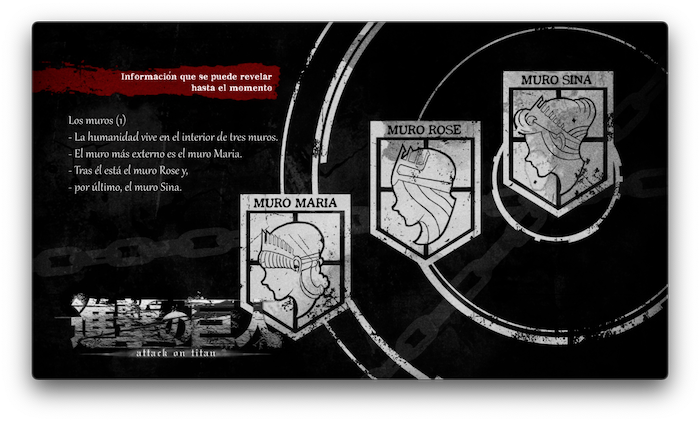 Información que se puede revelar
hasta el momento
Los muros (1)
- La humanidad vive en el interior de tres muros.
- El muro más externo es el muro Maria.
- Tras él está el muro Rose y,
- por último, el muro Sina.
MURO MARIA
MURO ROSE
MURO SINA
進撃の巨人
attack on titan